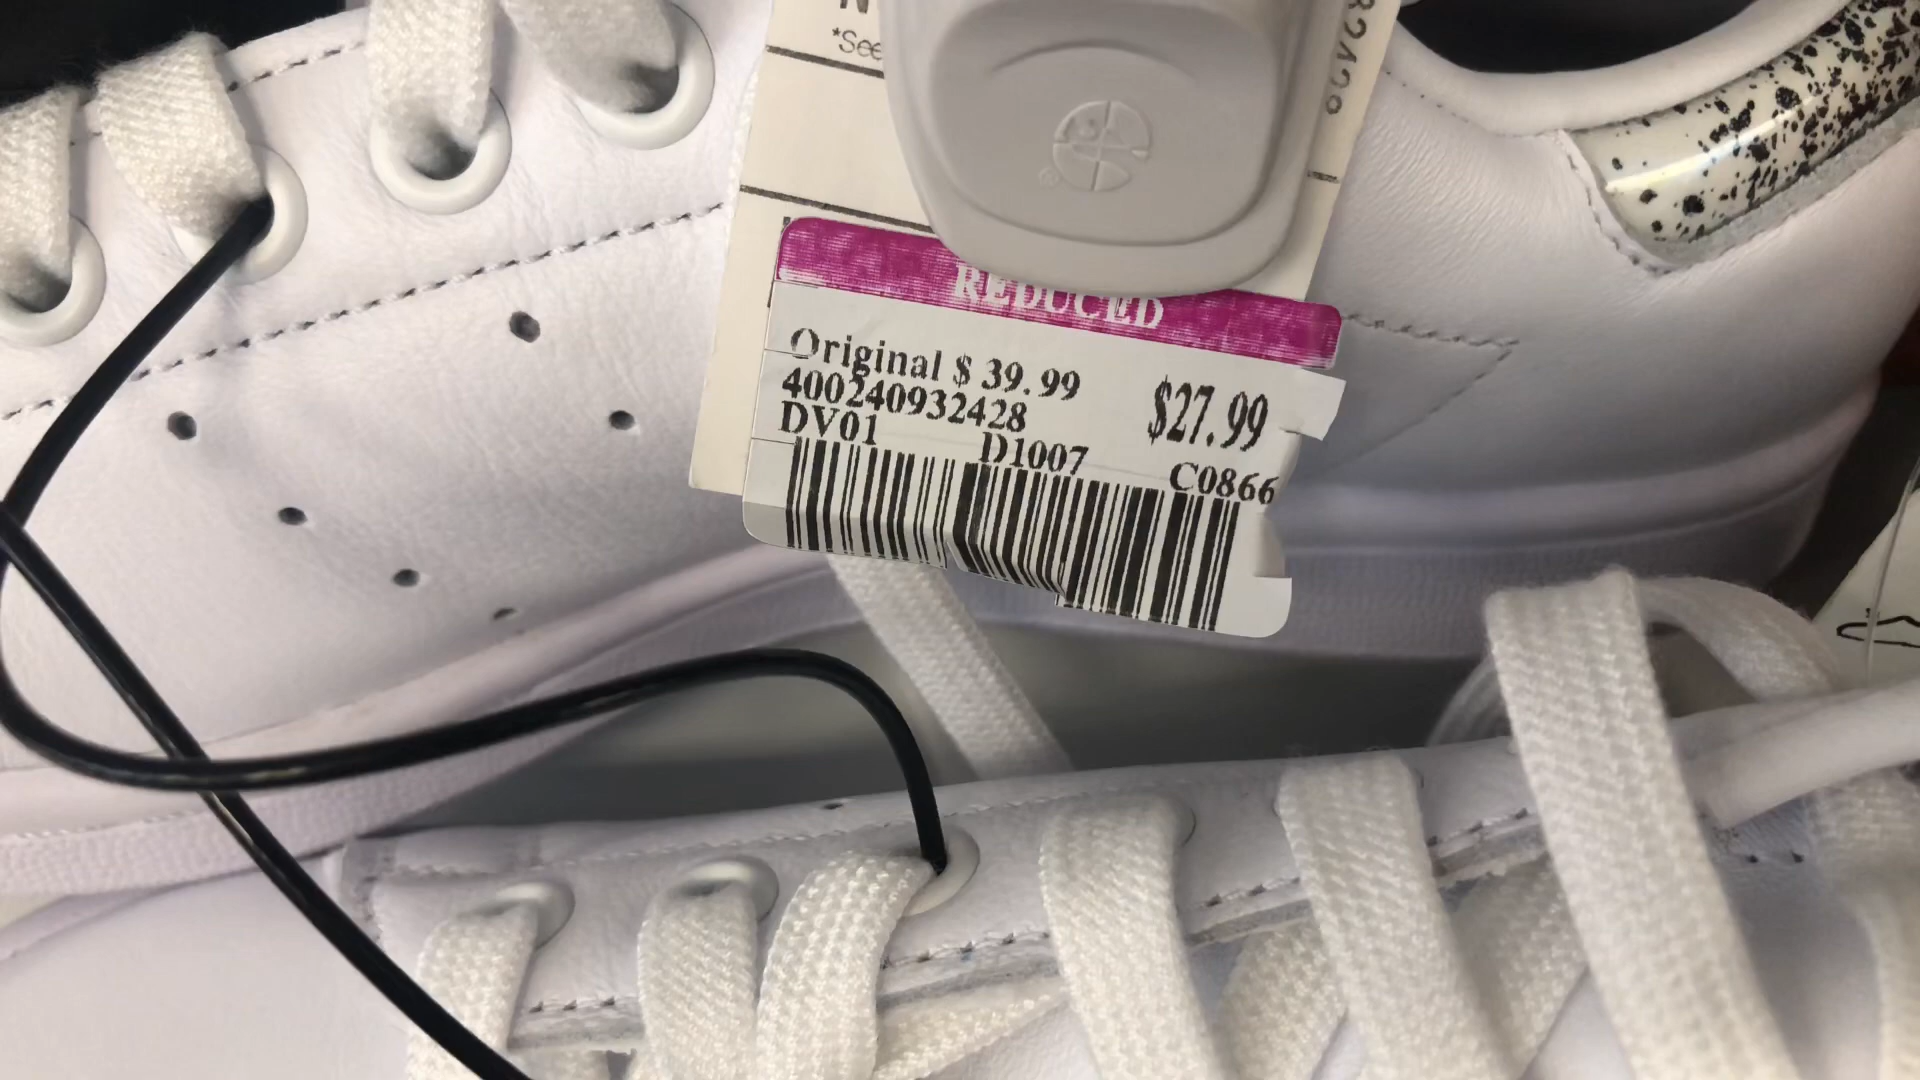 *See
REDUCED
Original $ 39.99
$27.99
400240932428
DV01 D1007 C0866